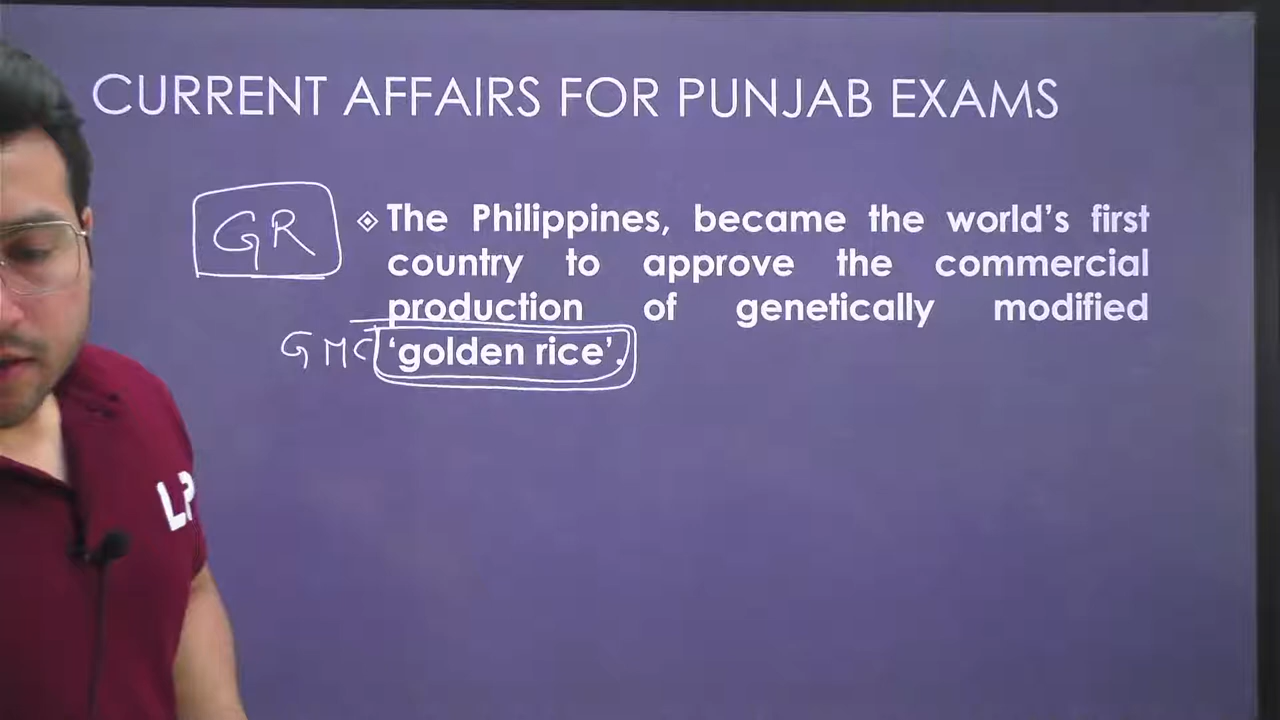 CURRENT AFFAIRS FOR PUNJAB EXAMS
GR
◈ The Philippines, became the world's first
country to approve the commercial
production of genetically modified
GMC 'golden rice'.
LP